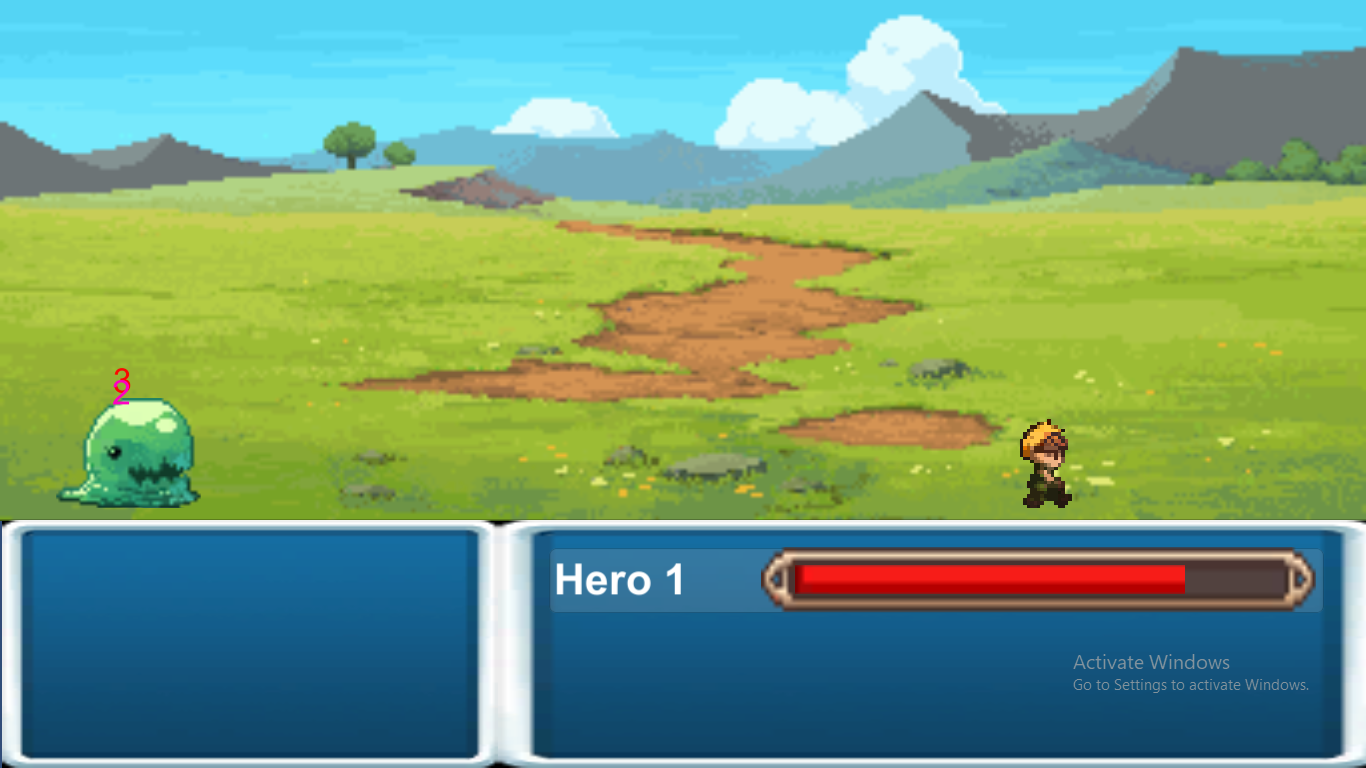 3
2
Hero 1
Activate Windows
Go to Settings to activate Windows.